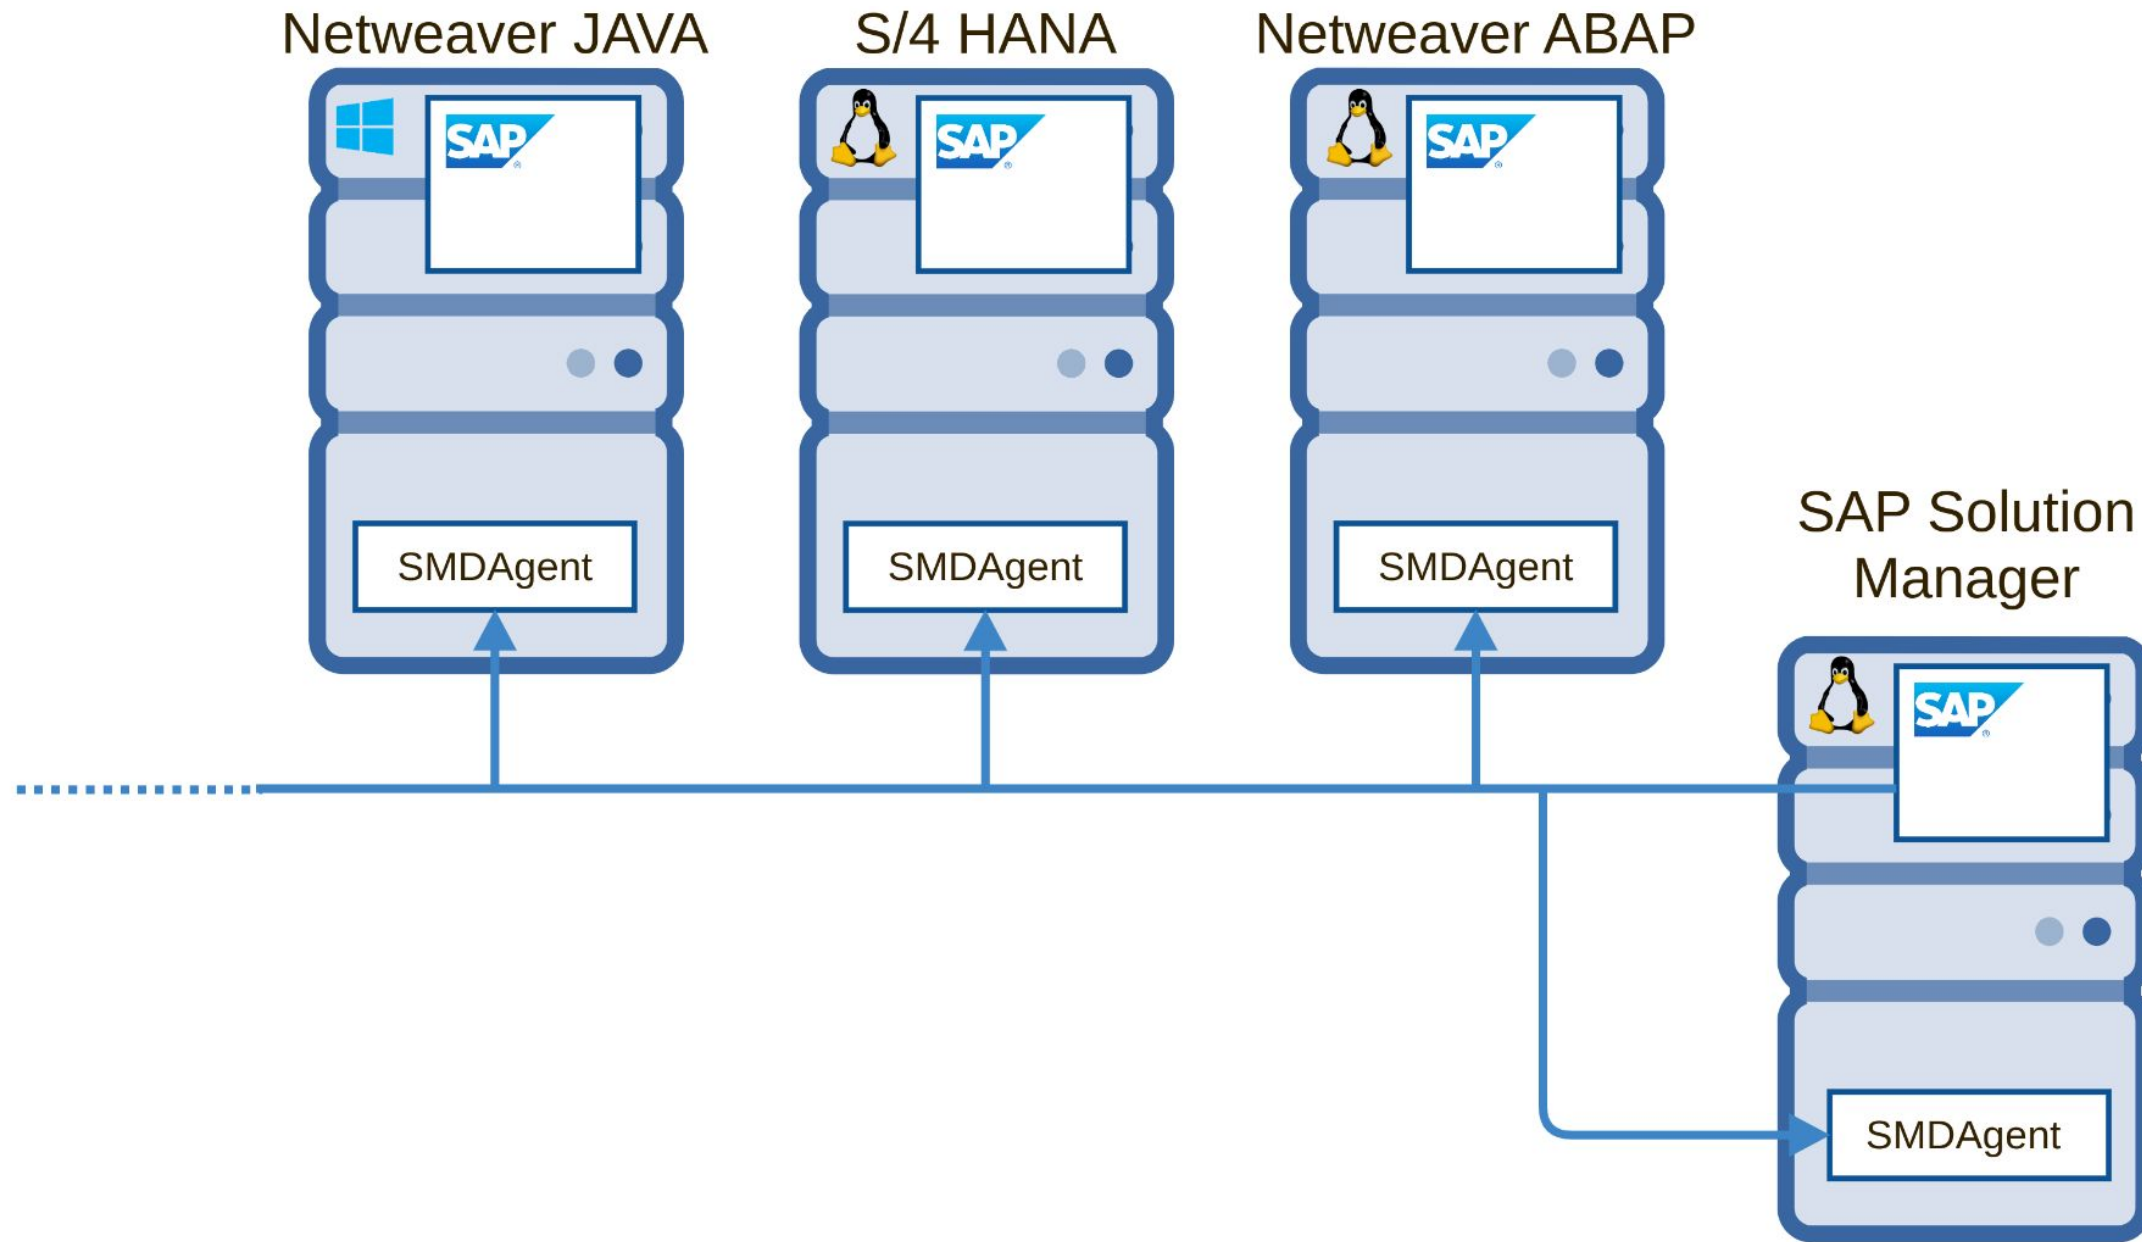 Netweaver JAVA
S/4 HANA
Netweaver ABAP
SAP
SAP
SAP
SMDAgent
SMDAgent
SMDAgent
SAP Solution
Manager
SAP
SMDAgent